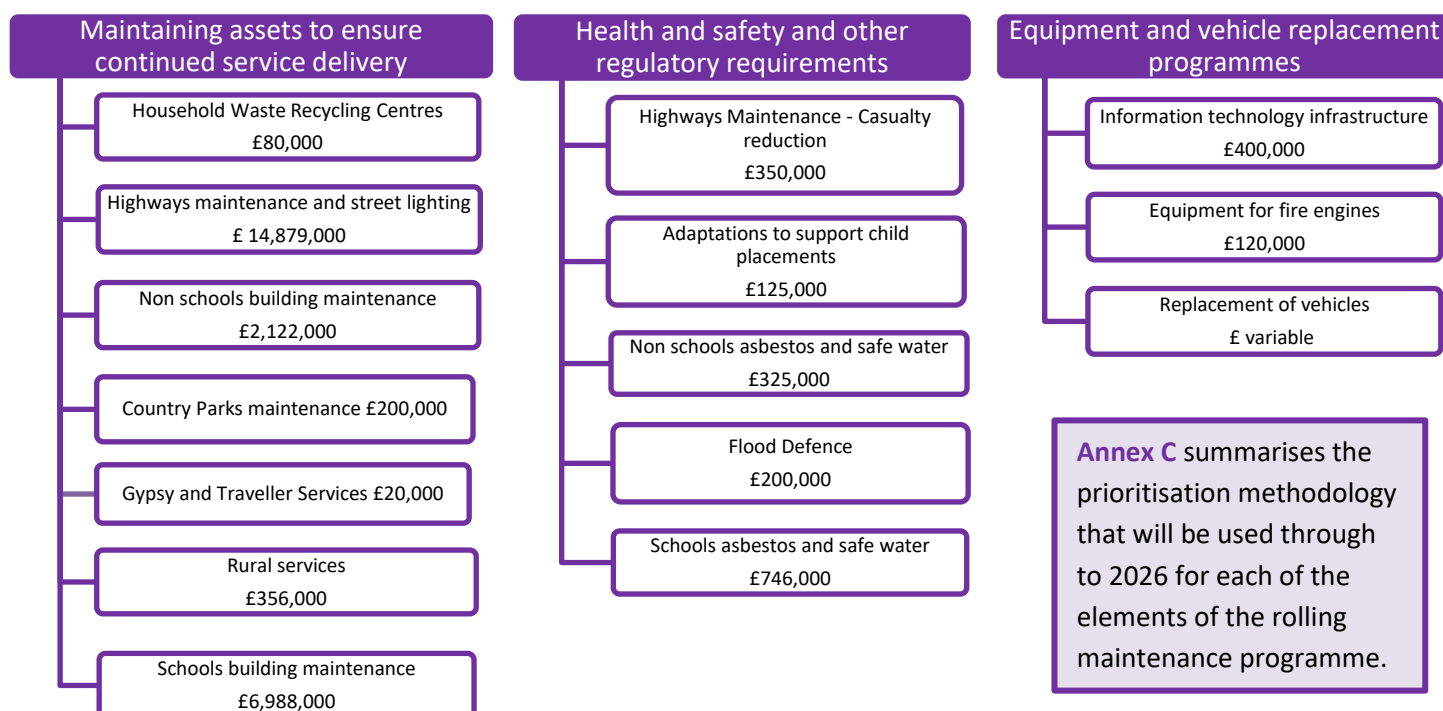 Maintaining assets to ensure
continued service delivery
Household Waste Recycling Centres
£80,000
Highways maintenance and street lighting
£ 14,879,000
Non schools building maintenance
£2,122,000
Country Parks maintenance £200,000
Gypsy and Traveller Services £20,000
Rural services
£356,000
Schools building maintenance
£6,988,000
Health and safety and other
regulatory requirements
Highways Maintenance - Casualty
reduction
£350,000
Adaptations to support child
placements
£125,000
Non schools asbestos and safe water
£325,000
Flood Defence
£200,000
Schools asbestos and safe water
£746,000
Equipment and vehicle replacement
programmes
Information technology infrastructure
£400,000
Equipment for fire engines
£120,000
Replacement of vehicles
£ variable
Annex C summarises the
prioritisation methodology
that will be used through
to 2026 for each of the
elements of the rolling
maintenance programme.